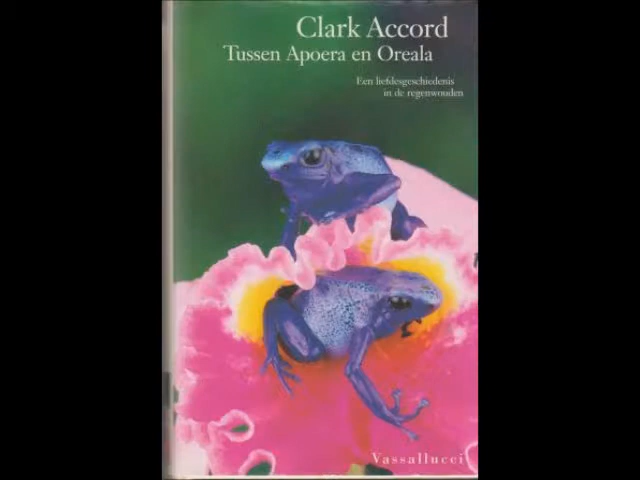 Clark Accord
Tussen Apoera en Oreala
Een liefdesgeschiedenis
in de regenwouden
Vassallucci